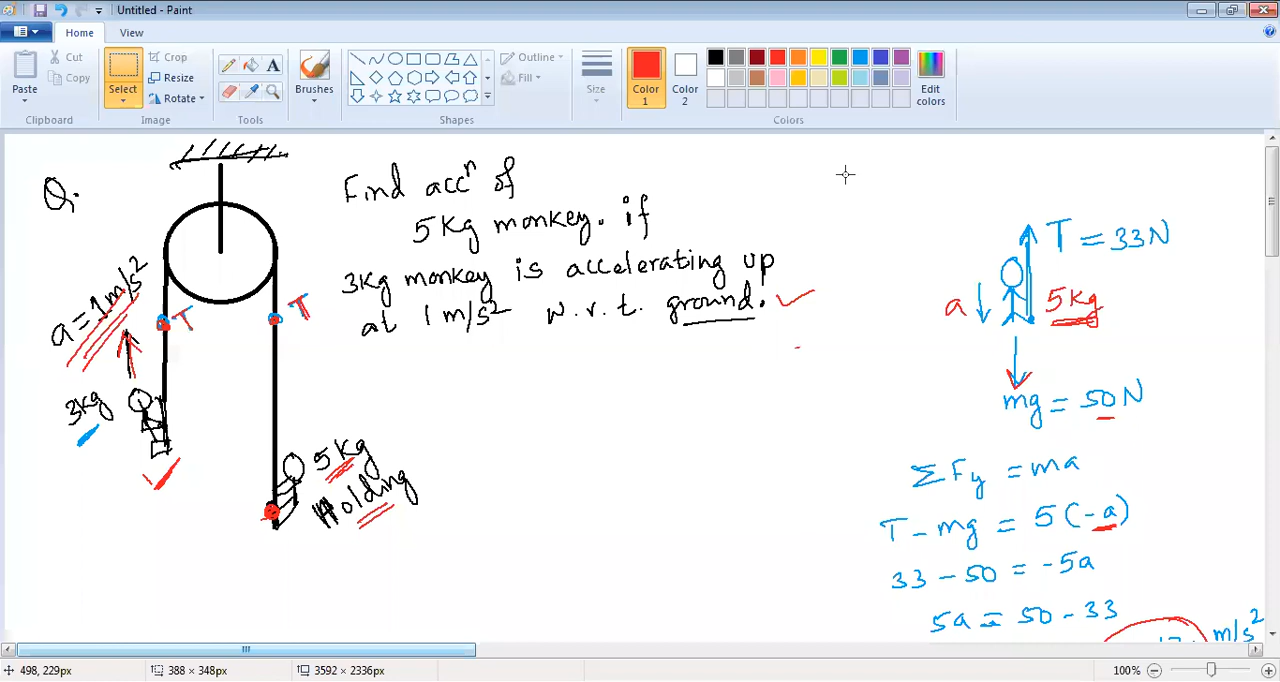 Untitled - Paint
Home
View
Paste
Cut
Copy
Clipboard
Select
Crop
Resize
Rotate
Image
A
Tools
Brushes
Outline
Fill
Shapes
Size
Color 1
Color 2
Edit colors
Colors
Q.
Find accⁿ of
5Kg monkey. if
3Kg monkey is accelerating up
at 1 m/s² w.r.t. ground.
a = 1m/s²
T
T
3Kg
5Kg
Holding
T = 33N
a
5Kg
mg = 50N
ΣFy = ma
T - mg = 5(-a)
33 - 50 = -5a
5a = 50 - 33
m/s²
498, 229px
388 × 348px
3592 × 2336px
100%